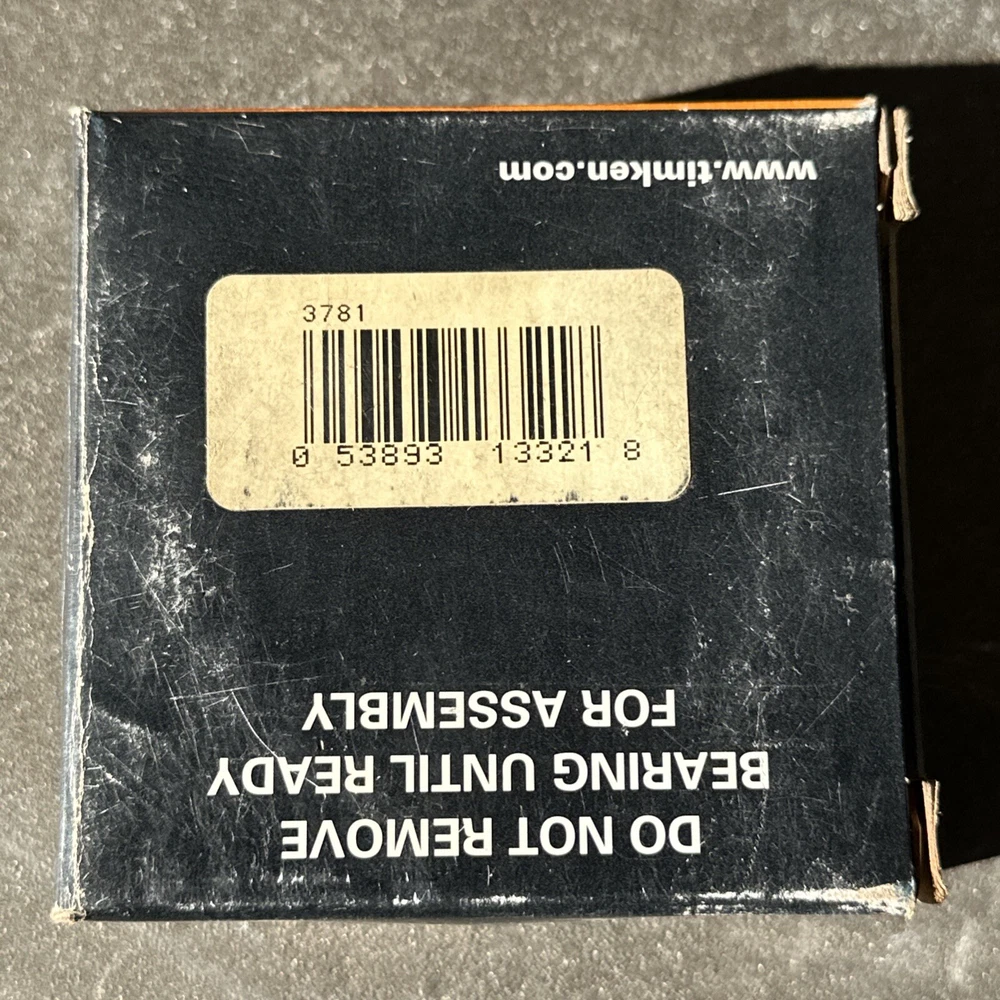 www.timken.com
3781
0 53893 13321 8
DO NOT REMOVE
BEARING UNTIL READY
FOR ASSEMBLY